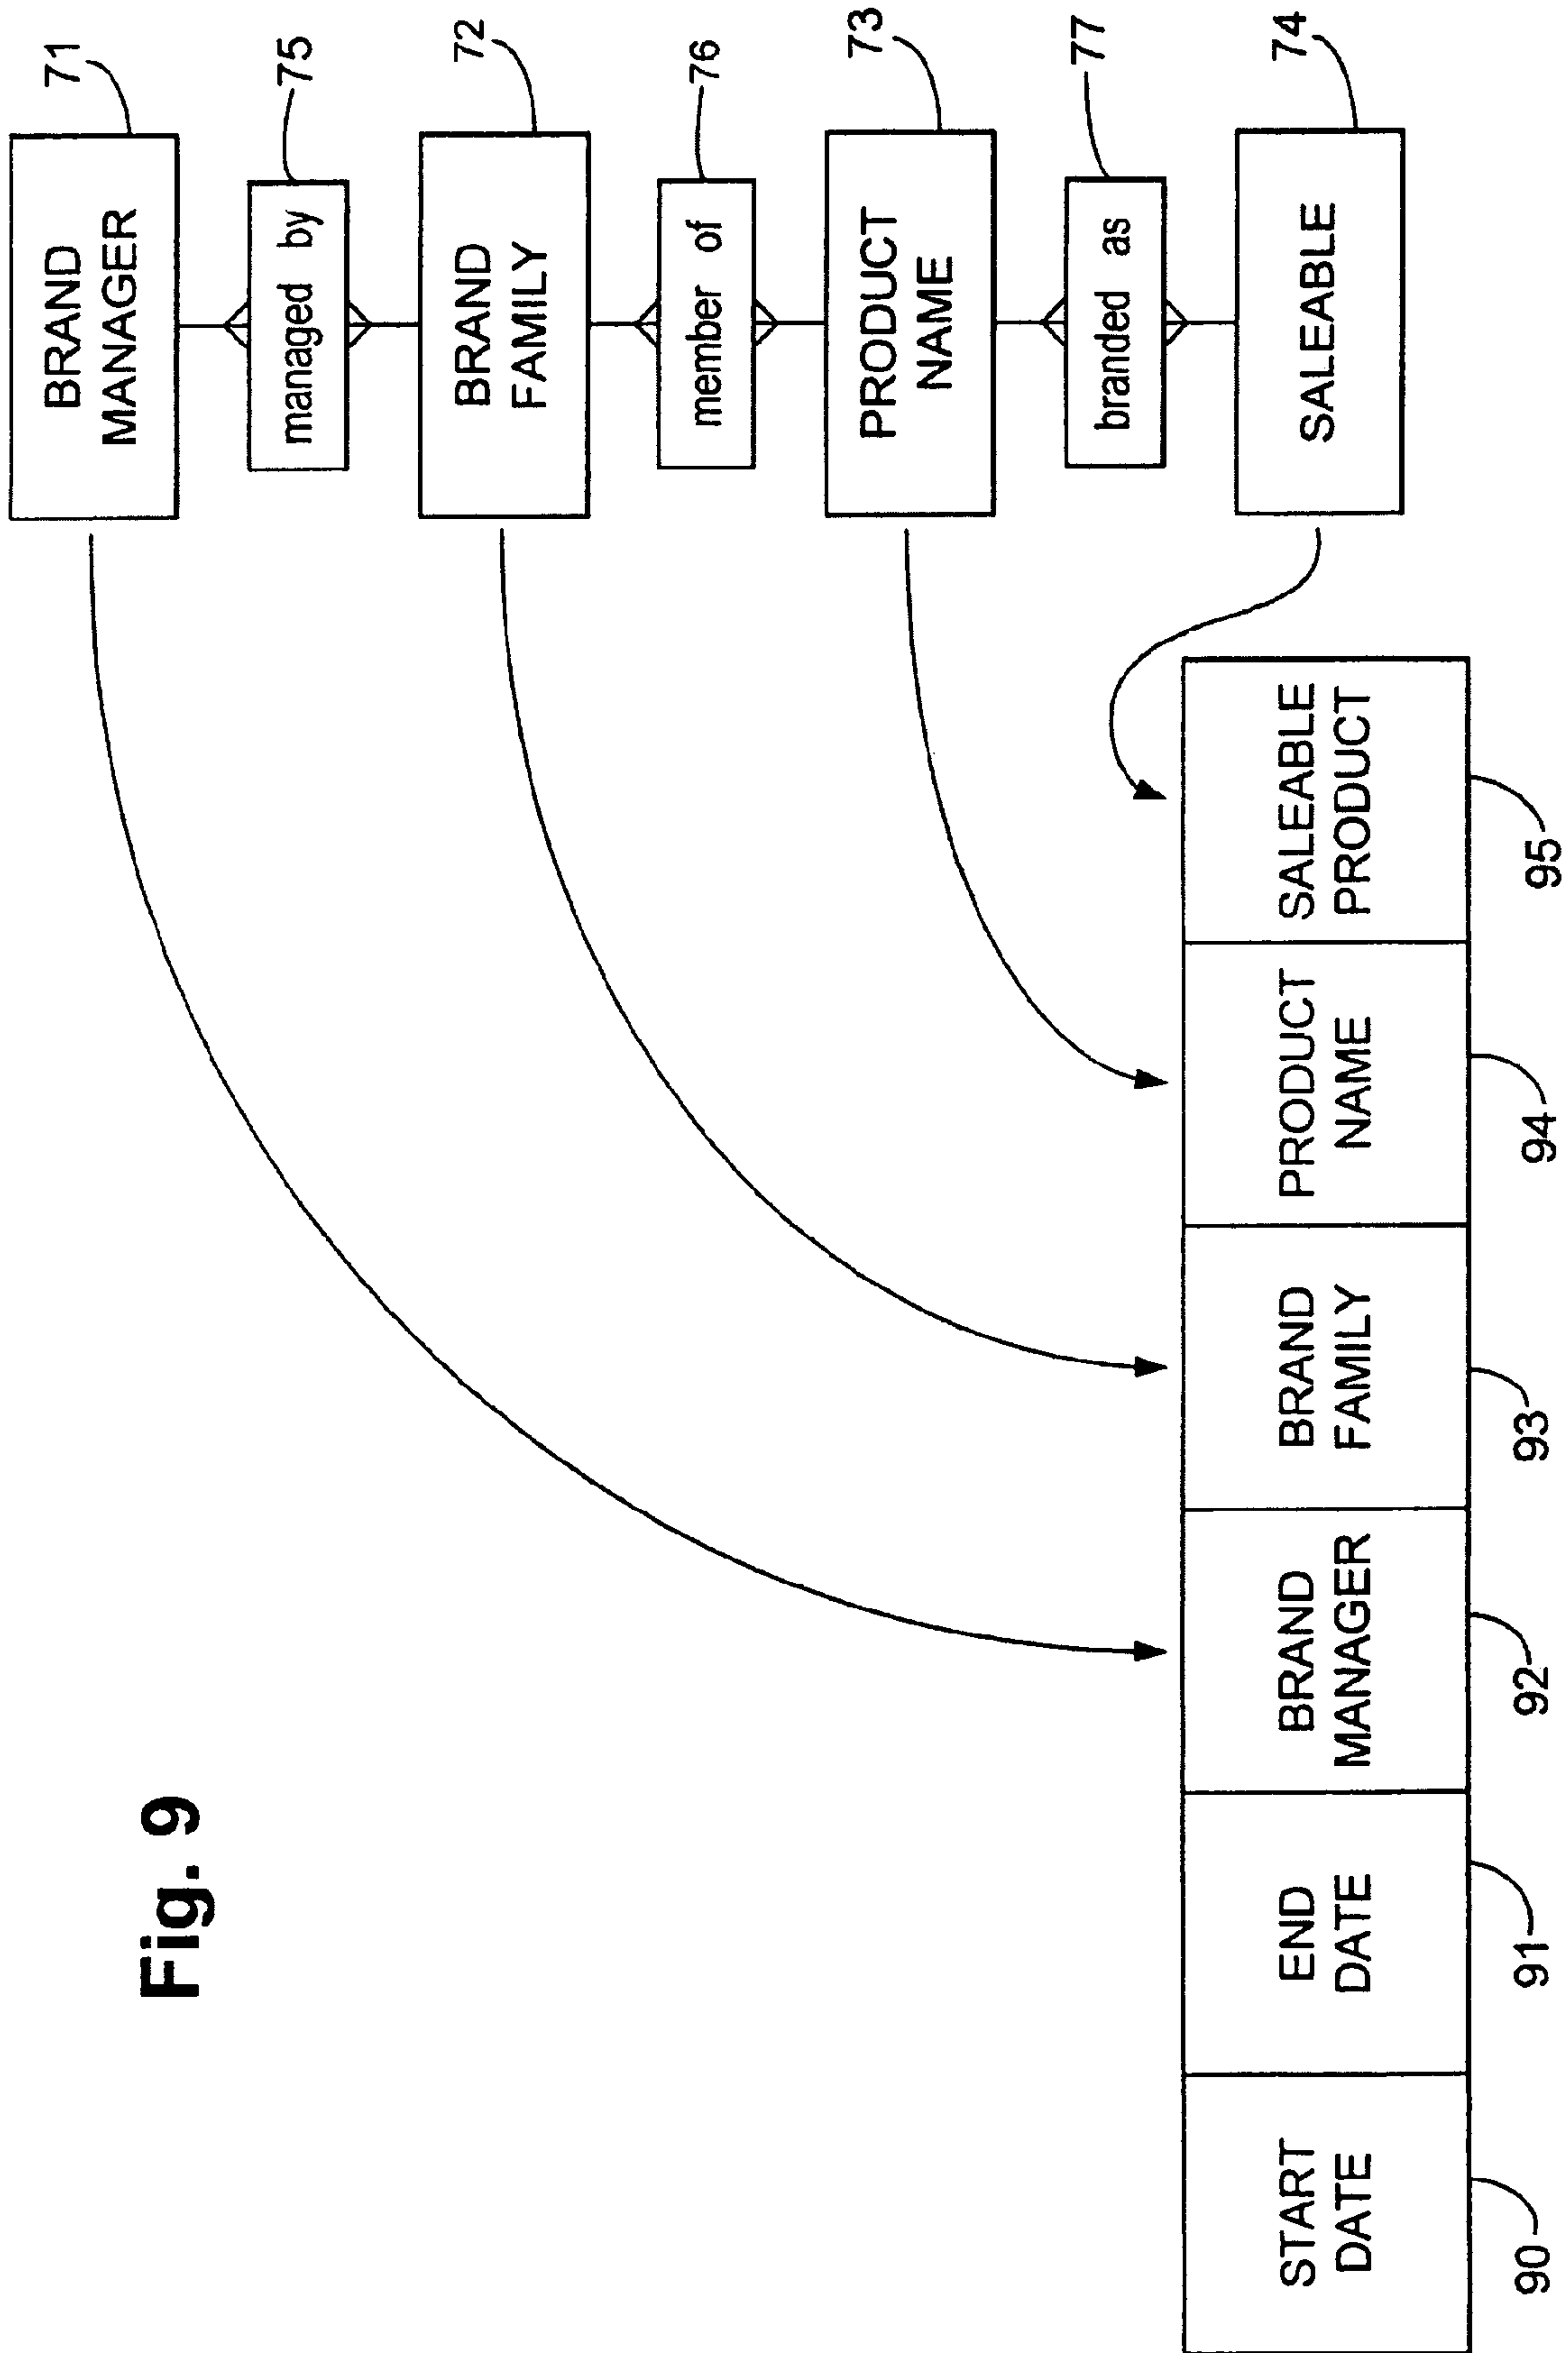 BRAND
MANAGER
71
managed by
75
BRAND
FAMILY
72
member of
76
PRODUCT
NAME
73
branded as
77
SALEABLE
74
START
DATE
END
DATE
BRAND
MANAGER
BRAND
FAMILY
PRODUCT
NAME
SALEABLE
PRODUCT
90
91
92
93
94
95
Fig. 9